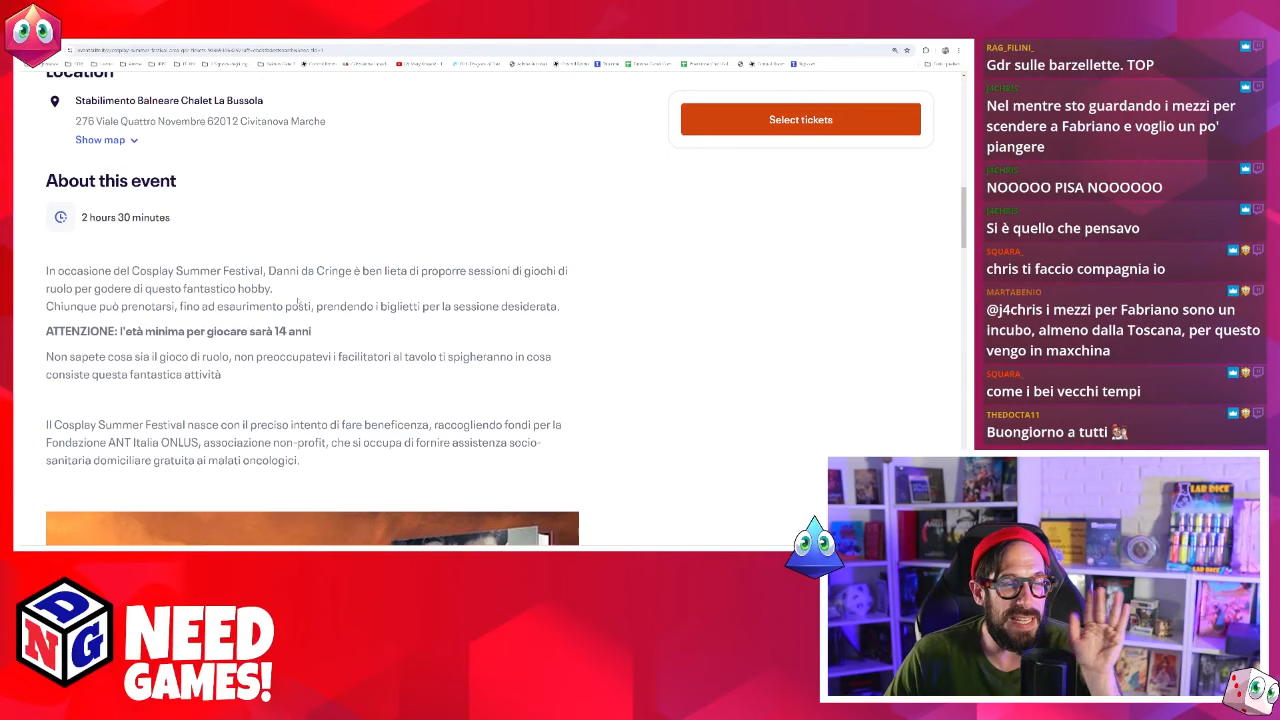 Location
Stabilimento Balneare Chalet La Bussola
276 Viale Quattro Novembre 62012 Civitanova Marche
Show map
Select tickets
About this event
2 hours 30 minutes
In occasione del Cosplay Summer Festival, Danni da Cringe è ben lieta di proporre sessioni di giochi di
ruolo per godere di questo fantastico hobby.
Chiunque può prenotarsi, fino ad esaurimento posti, prendendo i biglietti per la sessione desiderata.
ATTENZIONE: l'età minima per giocare sarà 14 anni
Non sapete cosa sia il gioco di ruolo, non preoccupatevi i facilitatori al tavolo ti spigheranno in cosa
consiste questa fantastica attività
Il Cosplay Summer Festival nasce con il preciso intento di fare beneficenza, raccogliendo fondi per la
Fondazione ANT Italia ONLUS, associazione non-profit, che si occupa di fornire assistenza socio-
sanitaria domiciliare gratuita ai malati oncologici.
RAG_FILINI_
Gdr sulle barzellette. TOP
J4CHRIS
Nel mentre sto guardando i mezzi per
scendere a Fabriano e voglio un po'
piangere
J4CHRIS
NOOOOO PISA NOOOOOO
J4CHRIS
Si è quello che pensavo
SQUARA_
chris ti faccio compagnia io
MARTABENIO
@j4chris i mezzi per Fabriano sono un
incubo, almeno dalla Toscana, per questo
vengo in maxchina
SQUARA_
come i bei vecchi tempi
THEDOCTA11
Buongiorno a tutti
LAB DICE
D
N G
NEED
GAMES!